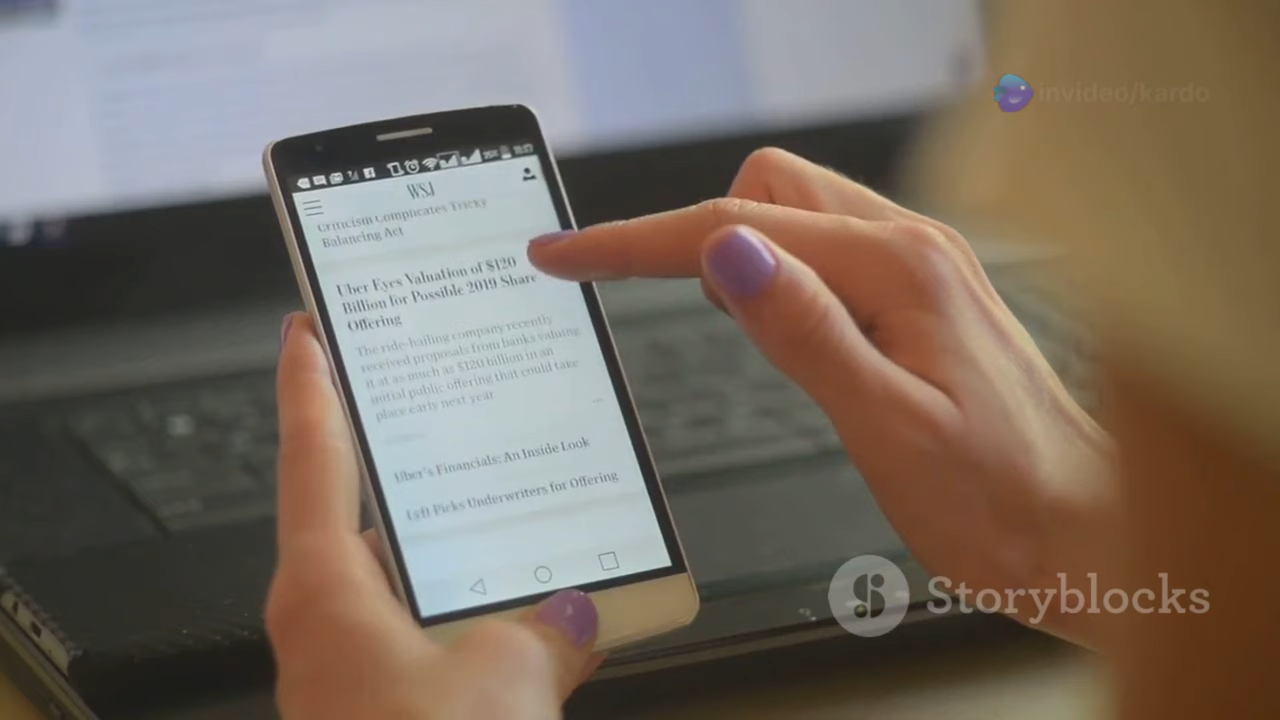 invideo/kardo
WSJ
Criticism Complicates Tricky
Balancing Act
Uber Eyes Valuation of $120
Billion for Possible 2019 Share
Offering
The ride-hailing company recently
received proposals from banks valuing
it at as much as $120 billion in an
initial public offering that could take
place early next year
Uber's Financials: An Inside Look
Lyft Picks Underwriters for Offering
Storyblocks